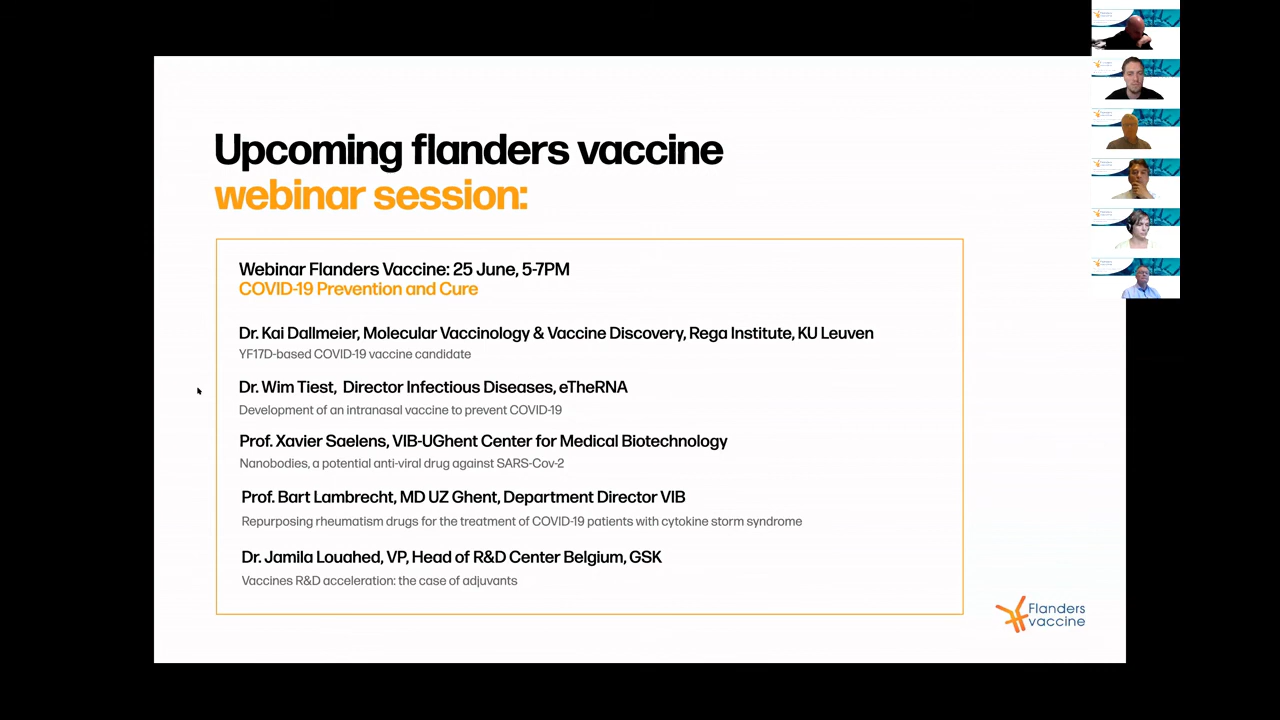 Upcoming flanders vaccine
webinar session:
Webinar Flanders Vaccine: 25 June, 5-7PM
COVID-19 Prevention and Cure
Dr. Kai Dallmeier, Molecular Vaccinology & Vaccine Discovery, Rega Institute, KU Leuven
YF17D-based COVID-19 vaccine candidate
Dr. Wim Tiest, Director Infectious Diseases, eTheRNA
Development of an intranasal vaccine to prevent COVID-19
Prof. Xavier Saelens, VIB-UGhent Center for Medical Biotechnology
Nanobodies, a potential anti-viral drug against SARS-Cov-2
Prof. Bart Lambrecht, MD UZ Ghent, Department Director VIB
Repurposing rheumatism drugs for the treatment of COVID-19 patients with cytokine storm syndrome
Dr. Jamila Louahed, VP, Head of R&D Center Belgium, GSK
Vaccines R&D acceleration: the case of adjuvants
Flanders
vaccine